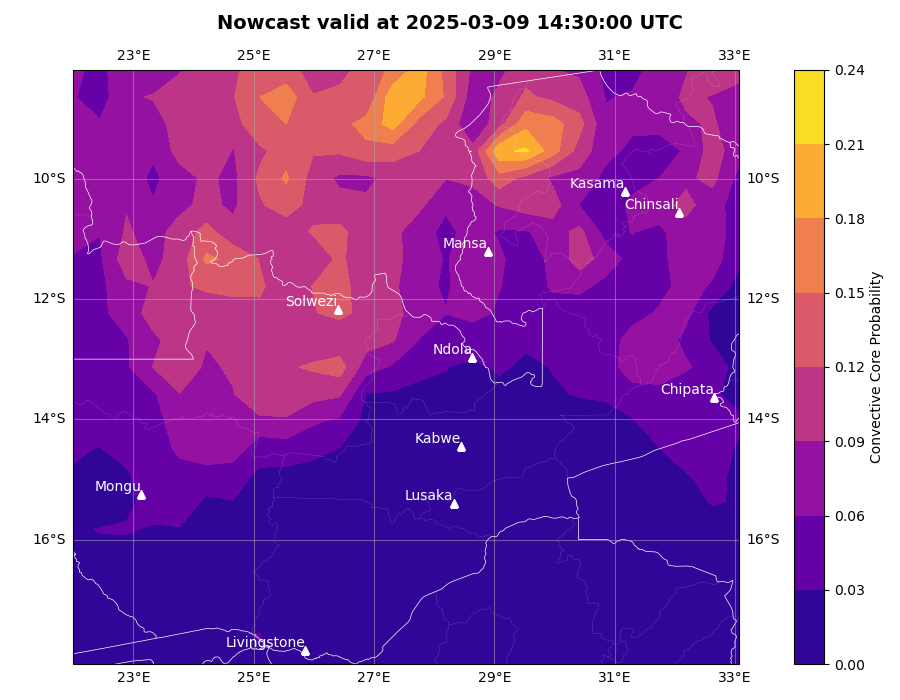 Nowcast valid at 2025-03-09 14:30:00 UTC
23°E 25°E 27°E 29°E 31°E 33°E
0.24
0.21
0.18
0.15
0.12
0.09
0.06
0.03
0.00
Convective Core Probability
10°S 10°S
12°S 12°S
14°S 14°S
16°S 16°S
Kasama
Chinsali
Mansa
Solwezi
Ndola
Chipata
Kabwe
Mongu
Lusaka
Livingstone
23°E 25°E 27°E 29°E 31°E 33°E